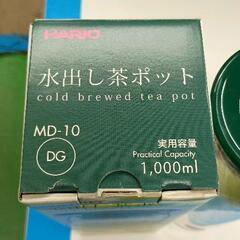 HARIO
水出し茶ポット
cold brewed tea pot
MD-10
DG
実用容量
Practical Capacity
1,000ml